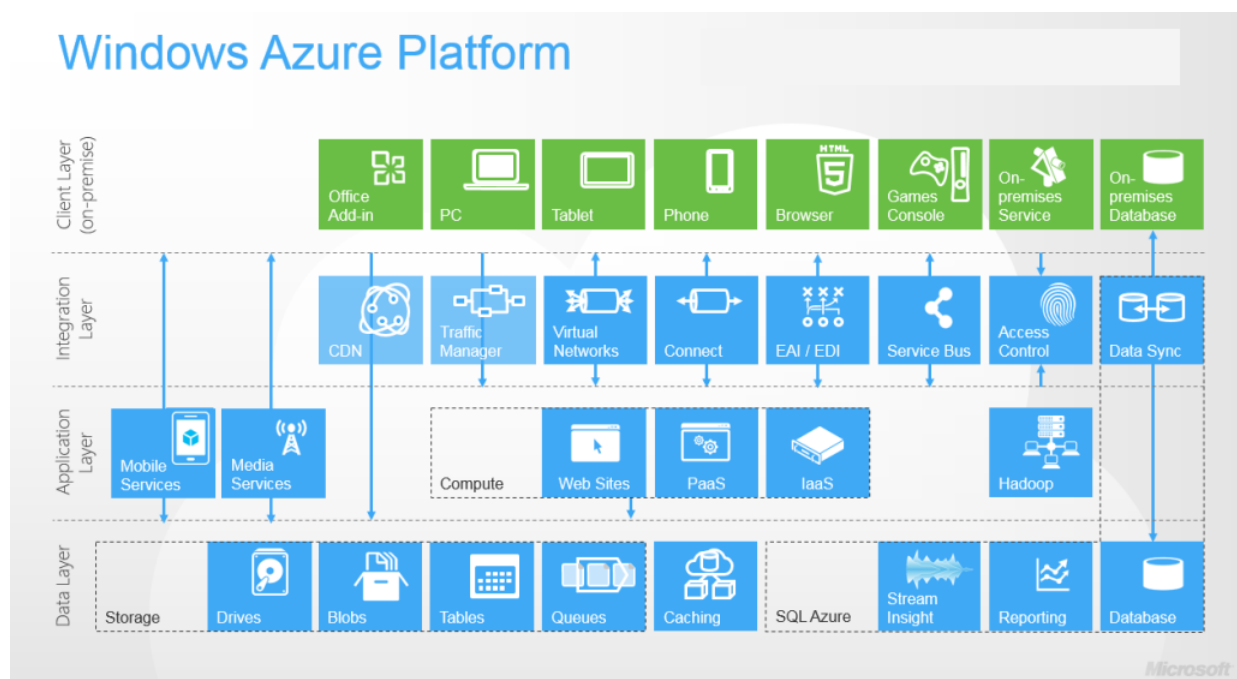 Windows Azure Platform
Client Layer
(on-premise)
Office
Add-in
PC
Tablet
Phone
HTML
5
Browser
Games
Console
On-
premises
Service
On-
premises
Database
Integration
Layer
CDN
Traffic
Manager
Virtual
Networks
Connect
EAI / EDI
Service Bus
Access
Control
Data Sync
Application
Layer
Mobile
Services
Media
Services
Compute
Web Sites
PaaS
IaaS
Hadoop
Data Layer
Storage
Drives
Blobs
Tables
Queues
Caching
SQL Azure
Stream
Insight
Reporting
Database
Microsoft